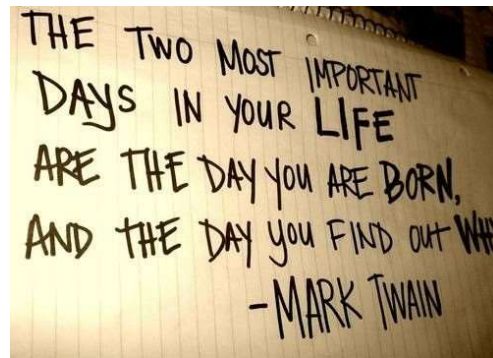 THE TWO MOST IMPORTANT
DAYS IN YOUR LIFE
ARE THE DAY YOU ARE BORN,
AND THE DAY YOU FIND OUT WHY
-MARK TWAIN